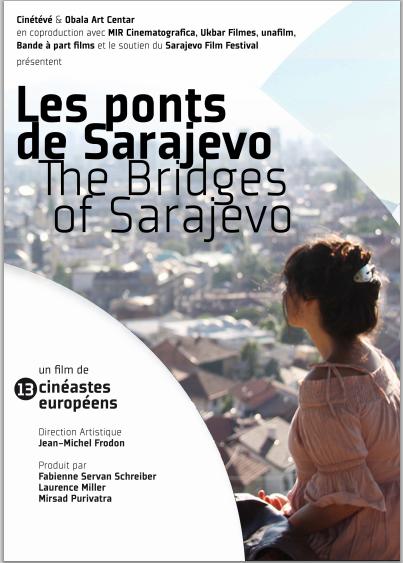 Cinétévé & Obala Art Centar
en coproduction avec MIR Cinematografica, Ukbar Filmes, unafilm,
Bande à part films et le soutien du Sarajevo Film Festival
présentent
Les ponts
de Sarajevo
The Bridges
of Sarajevo
un film de
13 cinéastes
européens
Direction Artistique
Jean-Michel Frodon
Produit par
Fabienne Servan Schreiber
Laurence Miller
Mirsad Purivatra